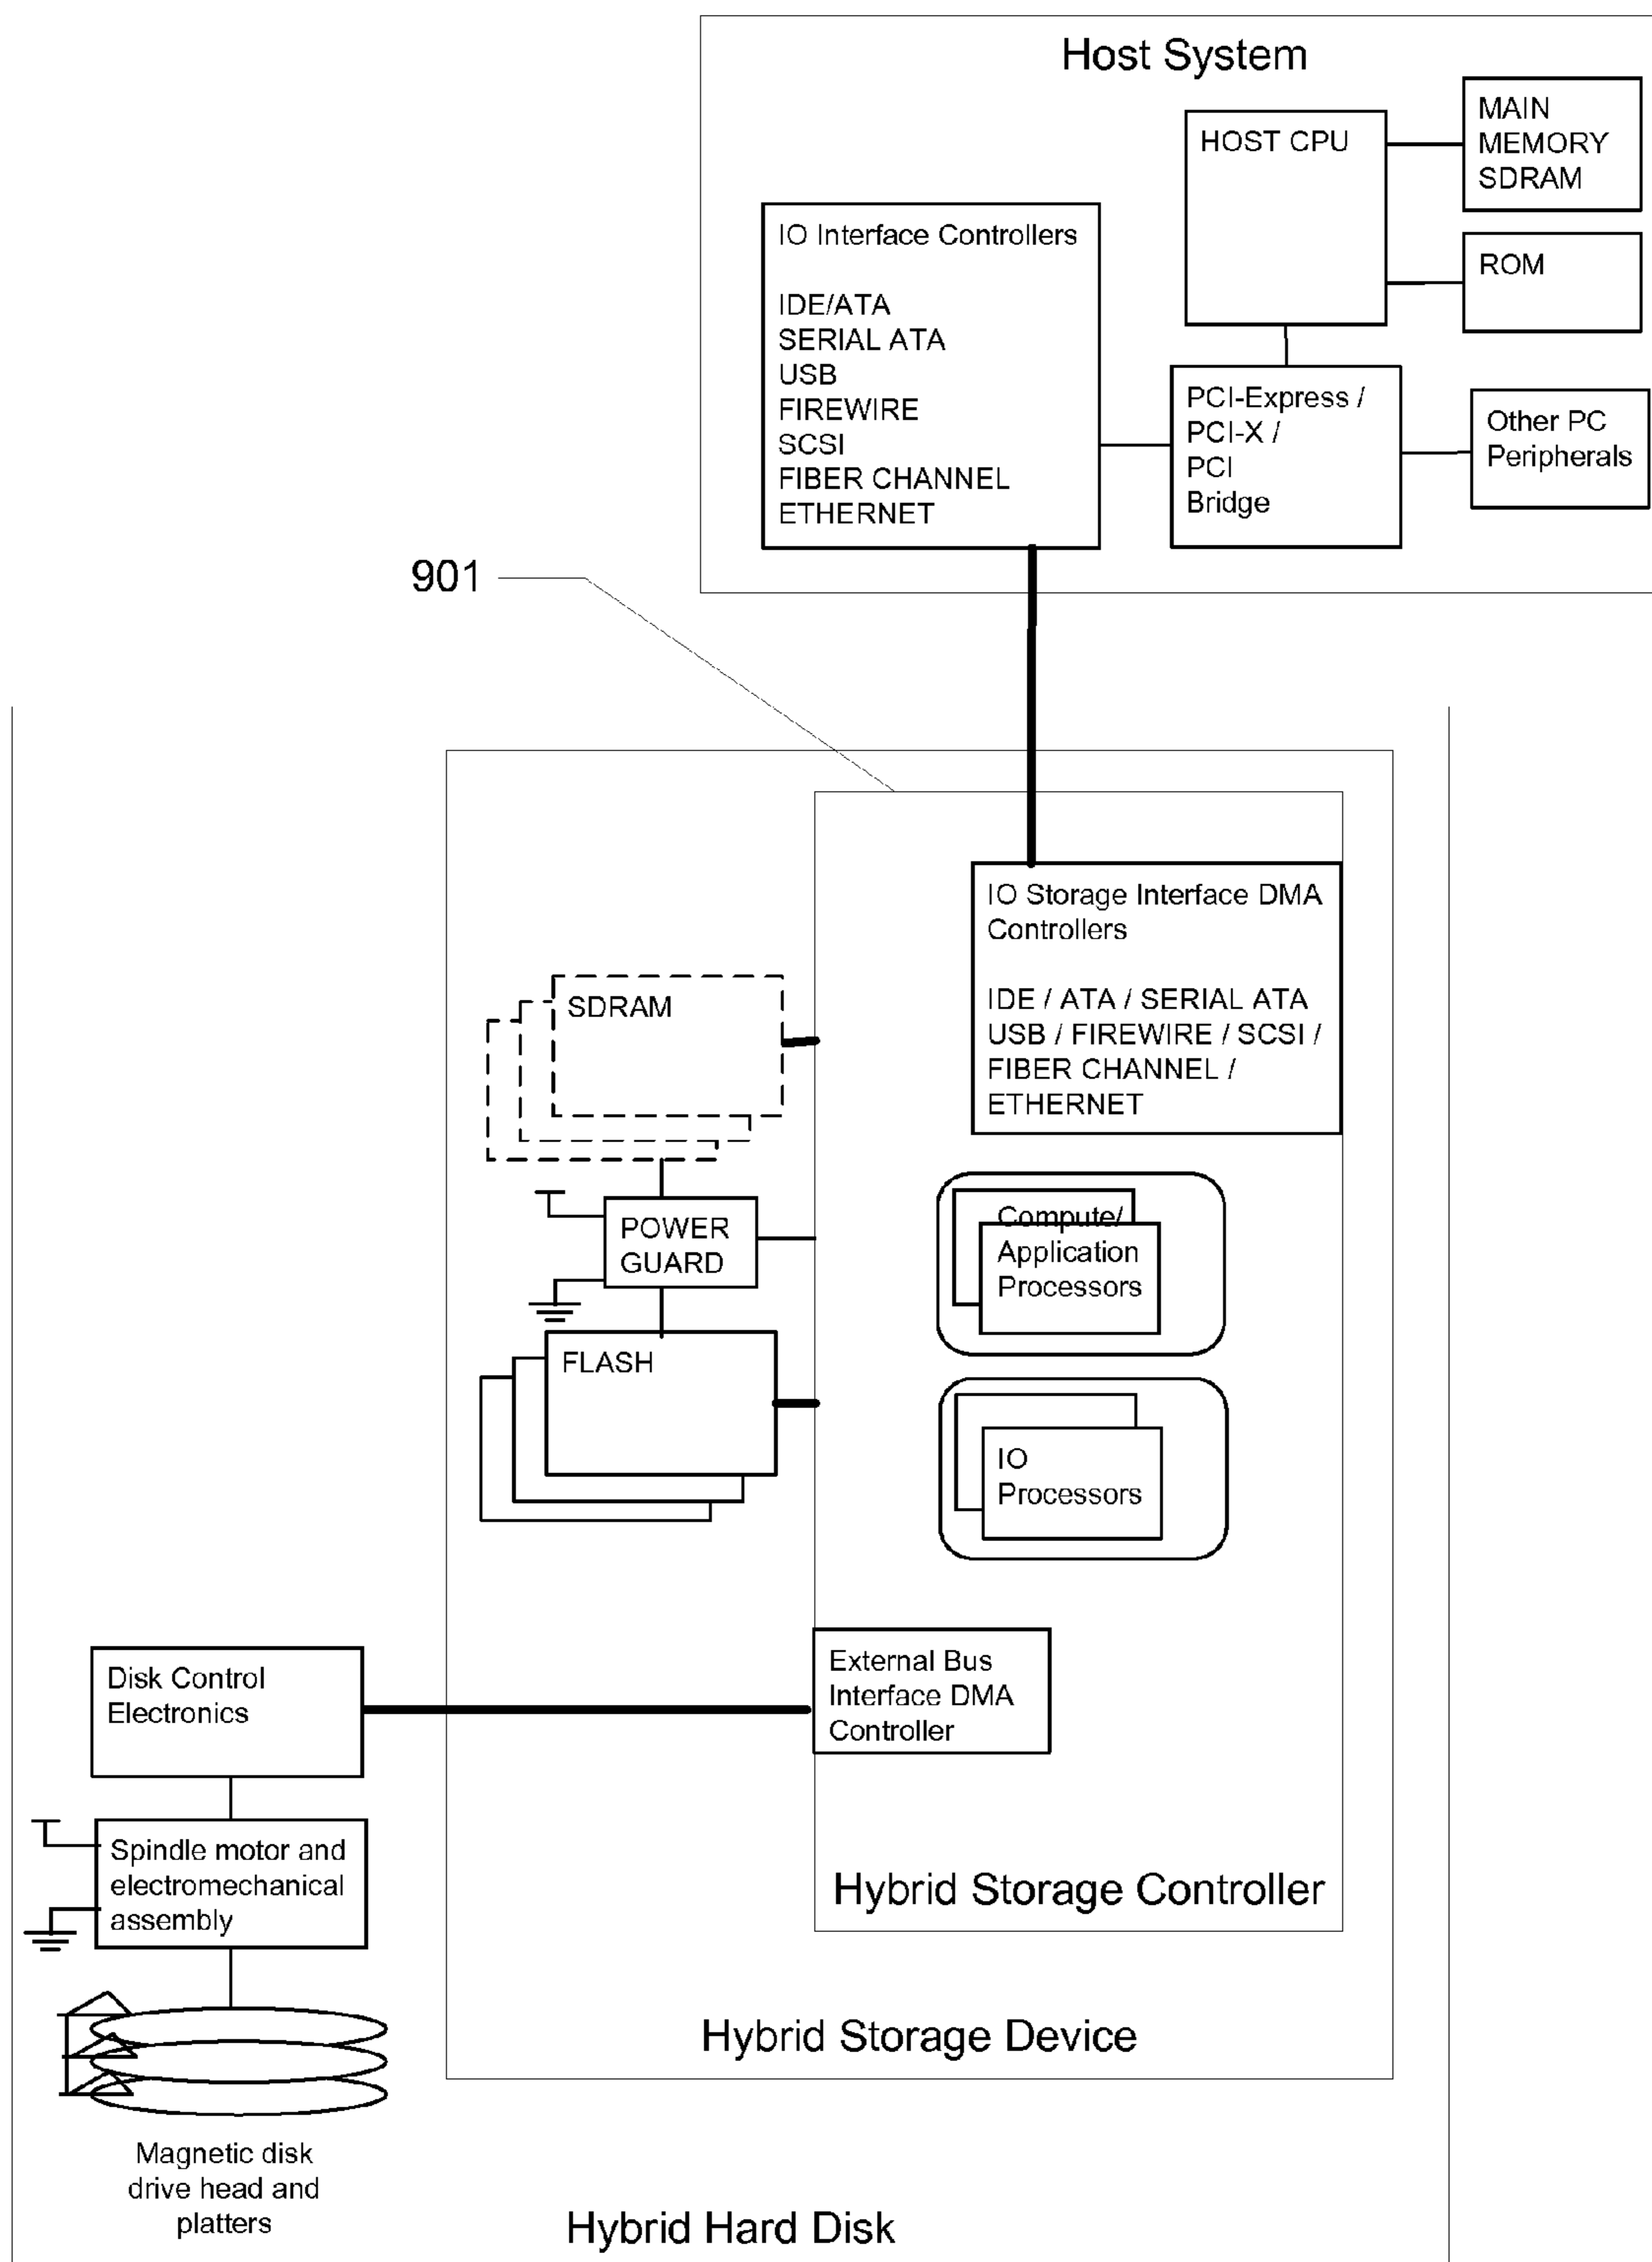 Host System
HOST CPU
MAIN
MEMORY
SDRAM
ROM
IO Interface Controllers
IDE/ATA
SERIAL ATA
USB
FIREWIRE
SCSI
FIBER CHANNEL
ETHERNET
PCI-Express /
PCI-X /
PCI
Bridge
Other PC
Peripherals
901
IO Storage Interface DMA
Controllers
IDE / ATA / SERIAL ATA
USB / FIREWIRE / SCSI /
FIBER CHANNEL /
ETHERNET
SDRAM
POWER
GUARD
FLASH
Compute/
Application
Processors
IO
Processors
External Bus
Interface DMA
Controller
Disk Control
Electronics
Spindle motor and
electromechanical
assembly
Hybrid Storage Controller
Hybrid Storage Device
Magnetic disk
drive head and
platters
Hybrid Hard Disk